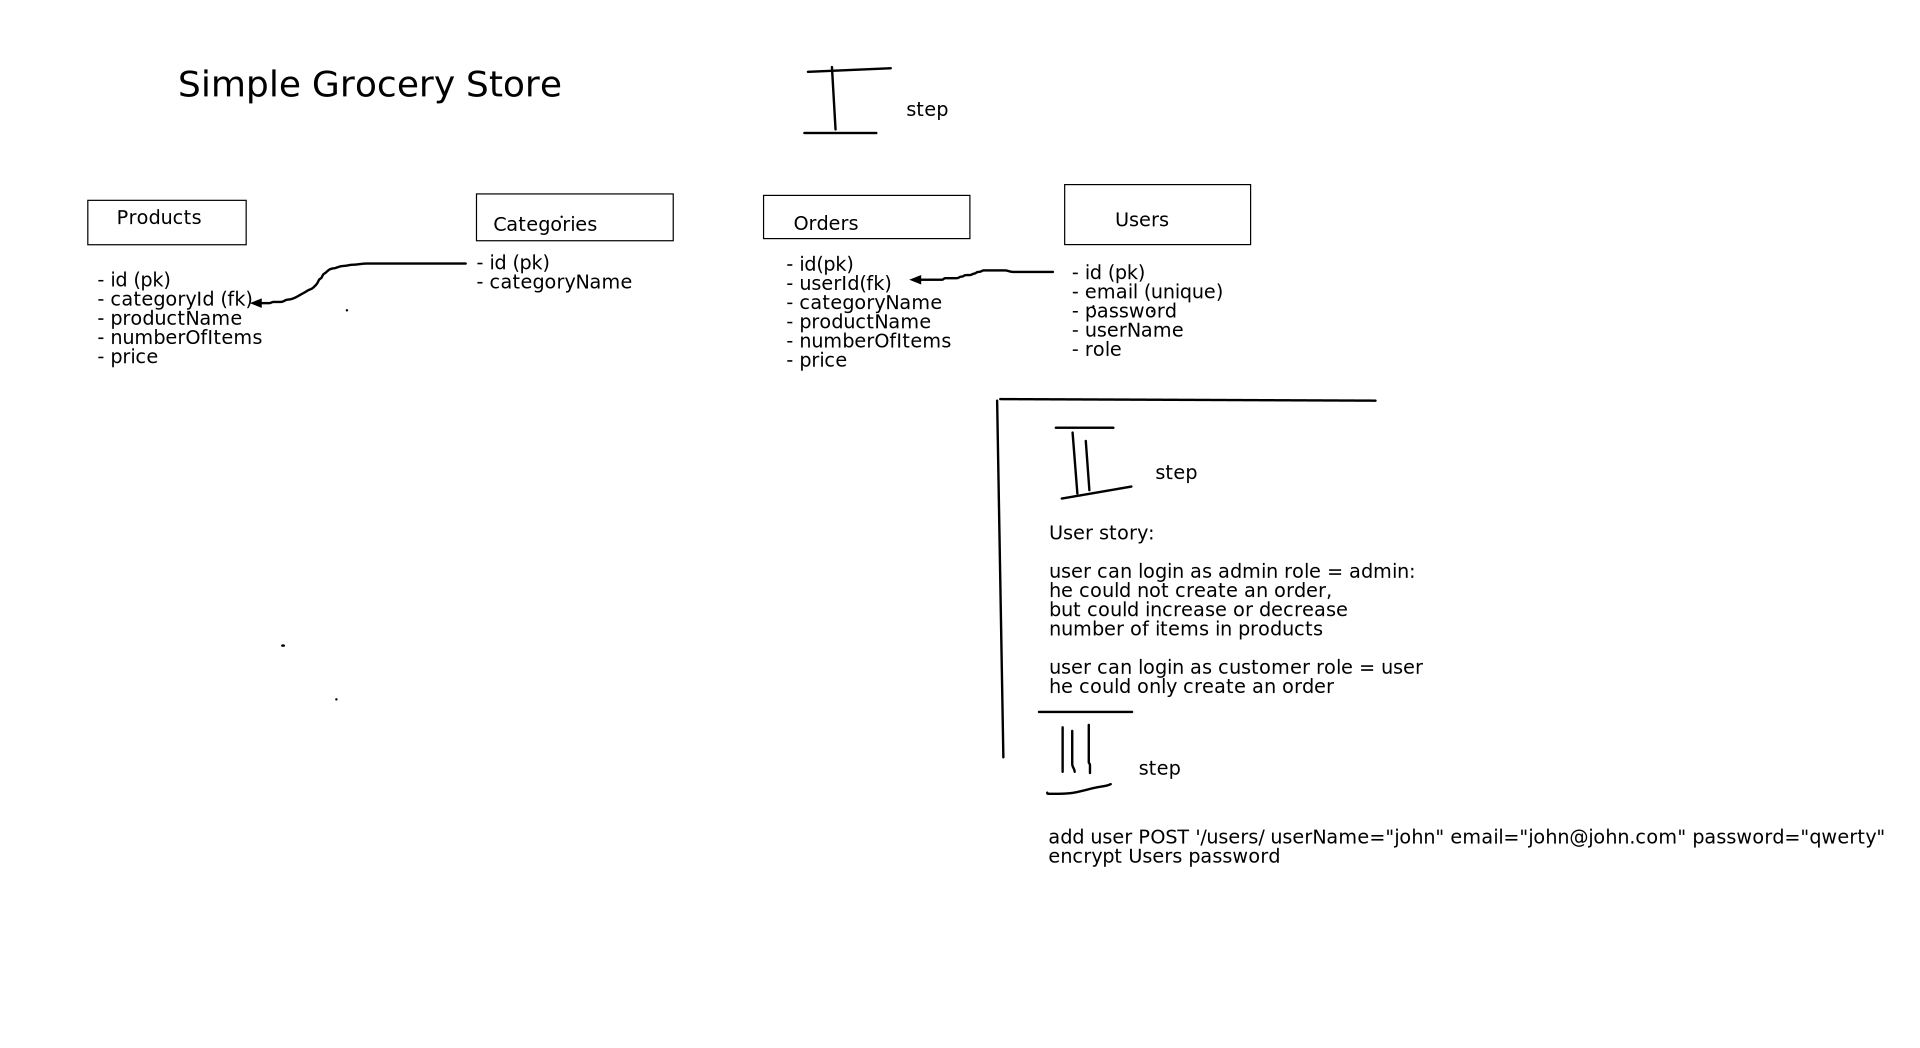 Simple Grocery Store
step
Products
- id (pk)
- categoryId (fk)
- productName
- numberOfItems
- price
Categories
- id (pk)
- categoryName
Orders
- id(pk)
- userId(fk)
- categoryName
- productName
- numberOfItems
- price
Users
- id (pk)
- email (unique)
- password
- userName
- role
II
step
User story:
user can login as admin role = admin:
he could not create an order,
but could increase or decrease
number of items in products
user can login as customer role = user
he could only create an order
III
step
add user POST '/users/ userName="john" email="john@john.com" password="qwerty"
encrypt Users password